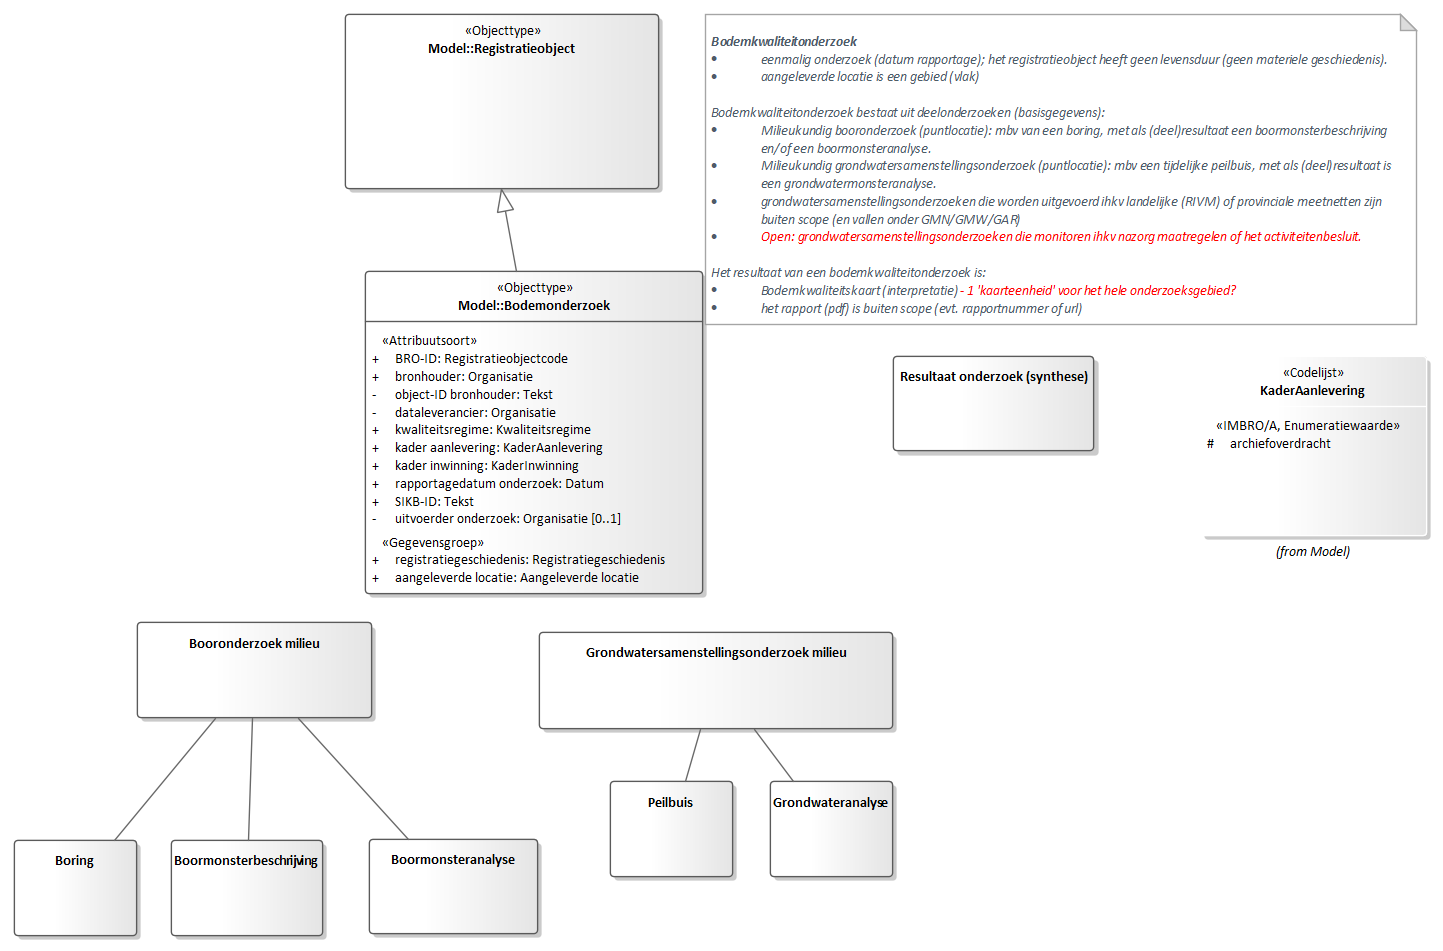 «Objecttype»
Model::Registratieobject
Bodemkwaliteitonderzoek
• eenmalig onderzoek (datum rapportage); het registratieobject heeft geen levensduur (geen materiele geschiedenis).
• aangeleverde locatie is een gebied (vlak)
Bodemkwaliteitonderzoek bestaat uit deelonderzoeken (basisgegevens):
• Milieukundig booronderzoek (puntlocatie): mbv van een boring, met als (deel)resultaat een boormonsterbeschrijving
en/of een boormonsteranalyse.
• Milieukundig grondwatersamenstellingsonderzoek (puntlocatie): mbv een tijdelijke peilbuis, met als (deel)resultaat is
een grondwatermonsteranalyse.
• grondwatersamenstellingsonderzoeken die worden uitgevoerd ihkv landelijke (RIVM) of provinciale meetnetten zijn
buiten scope (en vallen onder GMN/GMW/GAR)
• Open: grondwatersamenstellingsonderzoeken die monitoren ihkv nazorg maatregelen of het activiteitenbesluit.
Het resultaat van een bodemkwaliteitonderzoek is:
• Bodemkwaliteitskaart (interpretatie) - 1 'kaarteenheid' voor het hele onderzoeksgebied?
• het rapport (pdf) is buiten scope (evt. rapportnummer of url)
«Objecttype»
Model::Bodemonderzoek
«Attribuutsoort»
+ BRO-ID: Registratieobjectcode
+ bronhouder: Organisatie
- object-ID bronhouder: Tekst
- dataleverancier: Organisatie
+ kwaliteitsregime: Kwaliteitsregime
+ kader aanlevering: KaderAanlevering
+ kader inwinning: KaderInwinning
+ rapportagedatum onderzoek: Datum
+ SIKB-ID: Tekst
- uitvoerder onderzoek: Organisatie [0..1]
«Gegevensgroep»
+ registratiegeschiedenis: Registratiegeschiedenis
+ aangeleverde locatie: Aangeleverde locatie
Resultaat onderzoek (synthese)
«Codelijst»
KaderAanlevering
«IMBRO/A, Enumeratiewaarde»
# archiefoverdracht
(from Model)
Booronderzoek milieu
Grondwatersamenstellingsonderzoek milieu
Peilbuis
Grondwateranalyse
Boring
Boormonsterbeschrijving
Boormonsteranalyse